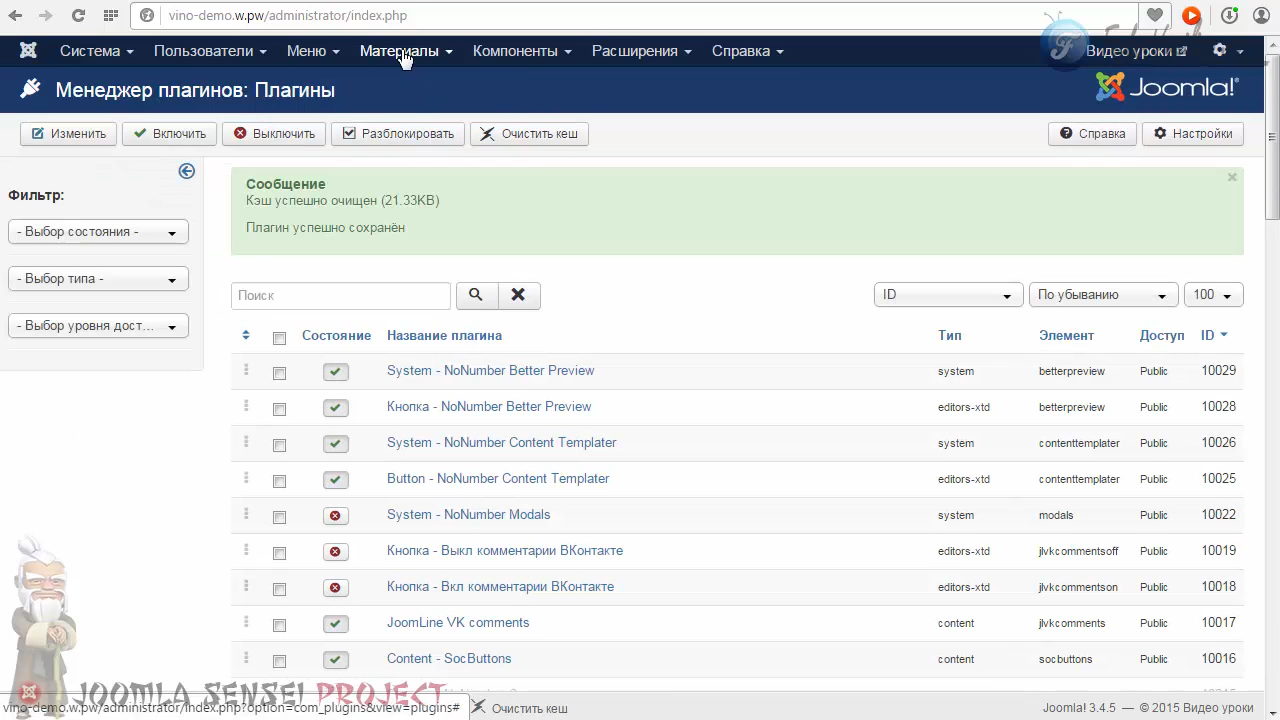 vino-demo.w.pw/administrator/index.php
Система Пользователи Меню Материалы Компоненты Расширения Справка Видео уроки
Менеджер плагинов: Плагины Joomla!
Изменить Включить Выключить Разблокировать Очистить кеш Справка Настройки
Фильтр:
- Выбор состояния -
- Выбор типа -
- Выбор уровня дост...
Сообщение
Кэш успешно очищен (21.33KB)
Плагин успешно сохранён
Поиск ID По убыванию 100
Состояние Название плагина Тип Элемент Доступ ID
System - NoNumber Better Preview system betterpreview Public 10029
Кнопка - NoNumber Better Preview editors-xtd betterpreview Public 10028
System - NoNumber Content Templater system contenttemplater Public 10026
Button - NoNumber Content Templater editors-xtd contenttemplater Public 10025
System - NoNumber Modals system modals Public 10022
Кнопка - Выкл комментарии ВКонтакте editors-xtd jlvkcommentsoff Public 10019
Кнопка - Вкл комментарии ВКонтакте editors-xtd jlvkcommentson Public 10018
JoomLine VK comments content jlvkcomments Public 10017
Content - SocButtons content socbuttons Public 10016
JOOMLA SENSEI PROJECT
vino-demo.w.pw/administrator/index.php?option=com_plugins&view=plugins# Очистить кеш Joomla! 3.4.5 — © 2015 Видео уроки